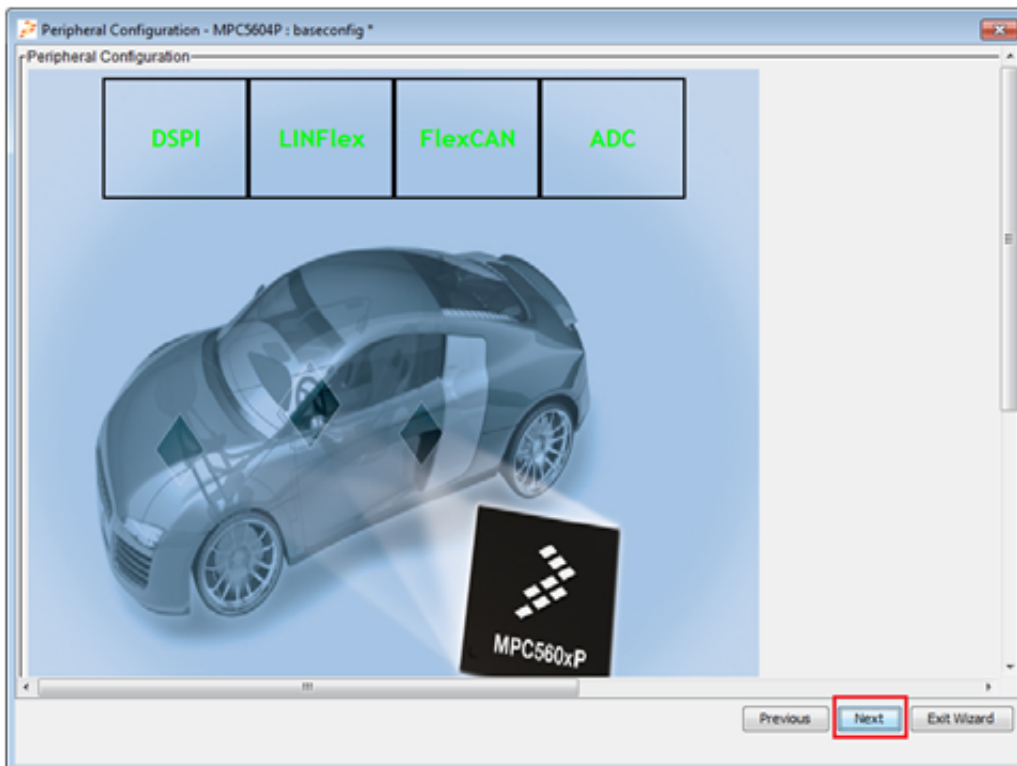 Peripheral Configuration - MPC5604P : baseconfig *
Peripheral Configuration
DSPI LINFlex FlexCAN ADC
MPC560xP
Previous Next Exit Wizard